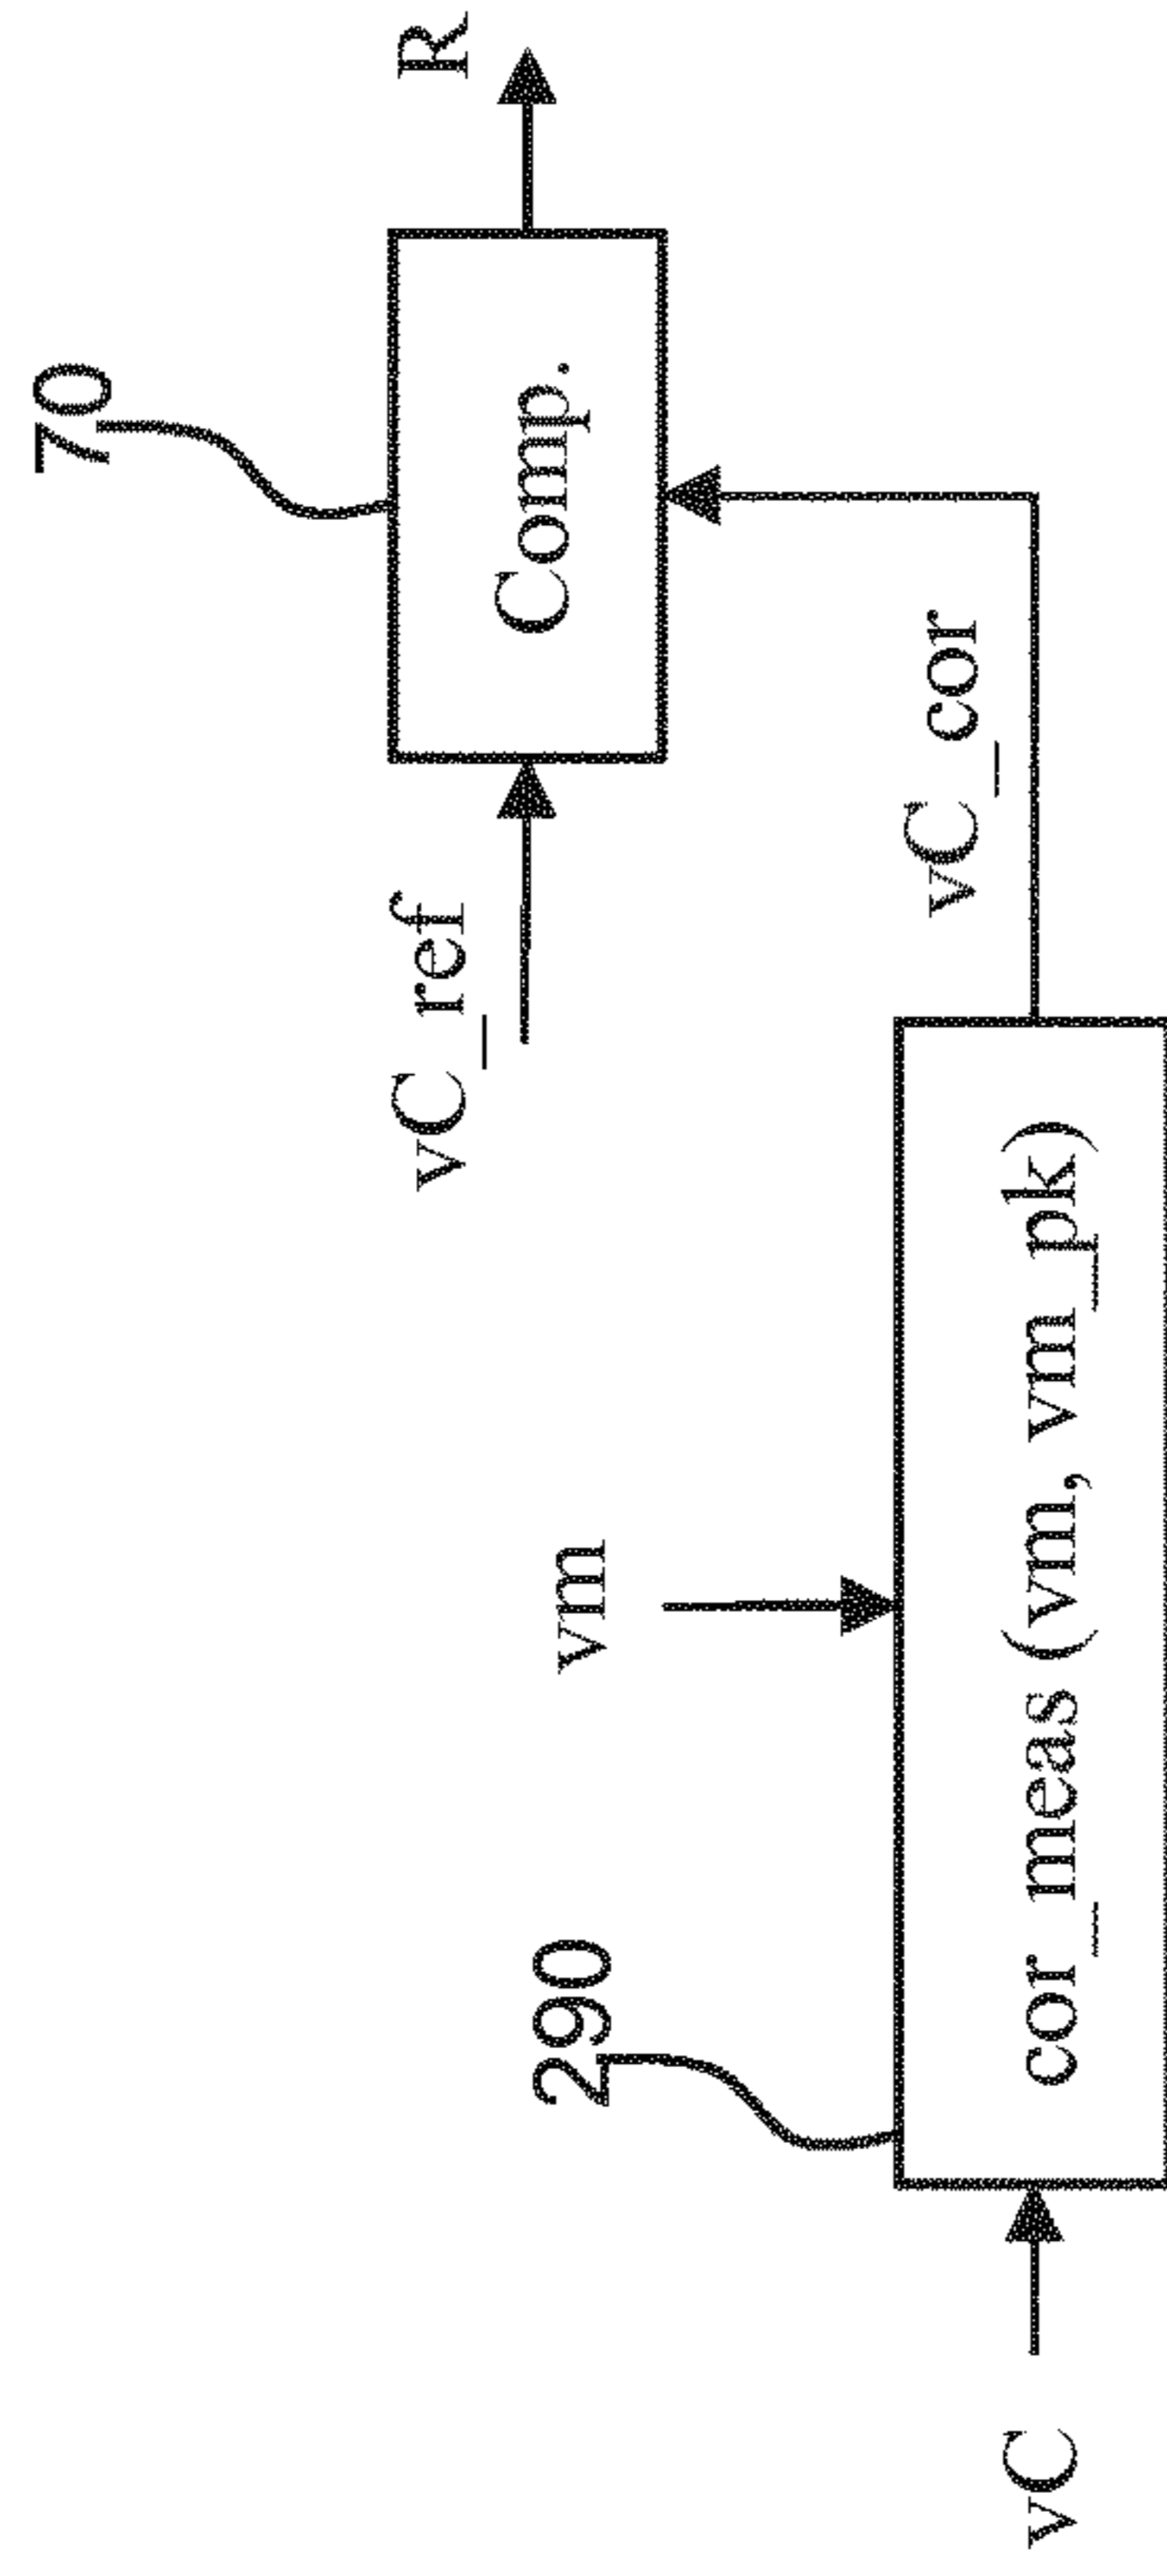 70
R
vC_ref
Comp.
vC_cor
vm
290
vC
cor_meas (vm, vm_pk)